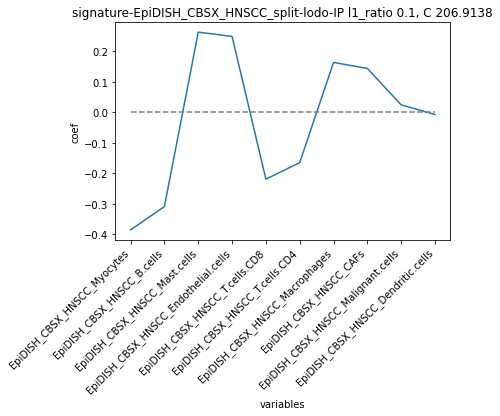 signature-EpiDISH_CBSX_HNSCC_split-lodo-IP l1_ratio 0.1, C 206.9138
0.2
0.1
0.0
−0.1
−0.2
−0.3
−0.4
coef
EpiDISH_CBSX_HNSCC_Myocytes
EpiDISH_CBSX_HNSCC_B.cells
EpiDISH_CBSX_HNSCC_Mast.cells
EpiDISH_CBSX_HNSCC_Endothelial.cells
EpiDISH_CBSX_HNSCC_T.cells.CD8
EpiDISH_CBSX_HNSCC_T.cells.CD4
EpiDISH_CBSX_HNSCC_Macrophages
EpiDISH_CBSX_HNSCC_CAFs
EpiDISH_CBSX_HNSCC_Malignant.cells
EpiDISH_CBSX_HNSCC_Dendritic.cells
variables